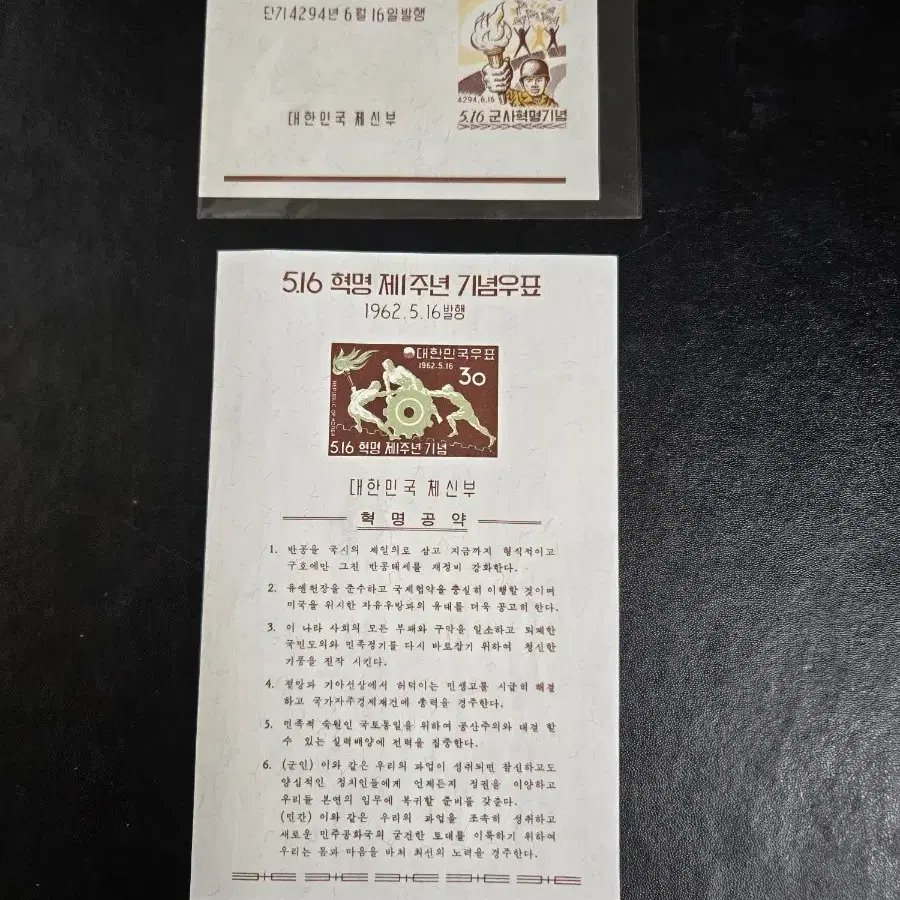 단기4294년 6월 16일발행
4294.6.16
대한민국 체신부
5.16 군사혁명기념
5.16 혁명 제1주년 기념우표
1962.5.16발행
대한민국우표
1962.5.16
30
REPUBLIC OF KOREA
5.16 혁명 제1주년 기념
대한민국 체신부
혁명공약
1. 반공을 국시의 제일의로 삼고 지금까지 형식적이고
구호에만 그친 반공태세를 재정비 강화한다.
2. 유엔헌장을 준수하고 국제협약을 충실히 이행할 것이며
미국을 위시한 자유우방과의 유대를 더욱 공고히 한다.
3. 이 나라 사회의 모든 부패와 구악을 일소하고 퇴폐한
국민도의와 민족정기를 다시 바로잡기 위하여 청신한
기풍을 진작 시킨다.
4. 절망과 기아선상에서 허덕이는 민생고를 시급히 해결
하고 국가자주경제재건에 총력을 경주한다.
5. 민족적 숙원인 국토통일을 위하여 공산주의와 대결 할
수 있는 실력배양에 전력을 집중한다.
6. (군인) 이와 같은 우리의 과업이 성취되면 참신하고도
양심적인 정치인들에게 언제든지 정권을 이양하고
우리들 본연의 임무에 복귀할 준비를 갖춘다.
(민간) 이와같은 우리의 과업을 조속히 성취하고
새로운 민주공화국의 굳건한 토대를 이룩하기 위하여
우리는 몸과 마음을 바쳐 최선의 노력을 경주한다.